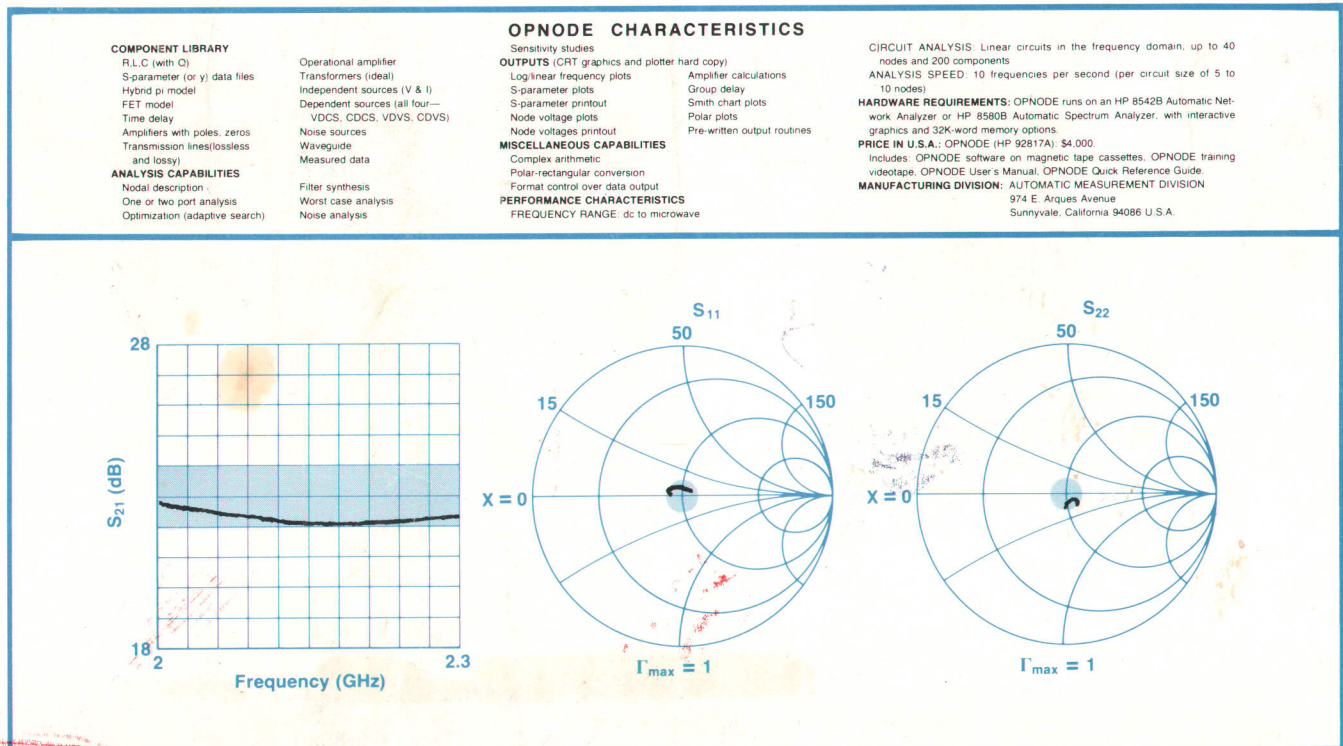 OPNODE CHARACTERISTICS
COMPONENT LIBRARY
R,L,C (with Q)
S-parameter (or y) data files
Hybrid pi model
FET model
Time delay
Amplifiers with poles, zeros
Transmission lines(lossless
and lossy)
ANALYSIS CAPABILITIES
Nodal description
One or two port analysis
Optimization (adaptive search)
Operational amplifier
Transformers (ideal)
Independent sources (V & I)
Dependent sources (all four—
VDCS, CDCS, VDVS, CDVS)
Noise sources
Waveguide
Measured data
Filter synthesis
Worst case analysis
Noise analysis
Sensitivity studies
OUTPUTS (CRT graphics and plotter hard copy)
Log/linear frequency plots
S-parameter plots
S-parameter printout
Node voltage plots
Node voltages printout
Amplifier calculations
Group delay
Smith chart plots
Polar plots
Pre-written output routines
MISCELLANEOUS CAPABILITIES
Complex arithmetic
Polar-rectangular conversion
Format control over data output
PERFORMANCE CHARACTERISTICS
FREQUENCY RANGE: dc to microwave
CIRCUIT ANALYSIS: Linear circuits in the frequency domain, up to 40
nodes and 200 components
ANALYSIS SPEED: 10 frequencies per second (per circuit size of 5 to
10 nodes)
HARDWARE REQUIREMENTS: OPNODE runs on an HP 8542B Automatic Net-
work Analyzer or HP 8580B Automatic Spectrum Analyzer, with interactive
graphics and 32K-word memory options.
PRICE IN U.S.A.: OPNODE (HP 92817A): $4,000.
Includes: OPNODE software on magnetic tape cassettes, OPNODE training
videotape, OPNODE User's Manual, OPNODE Quick Reference Guide.
MANUFACTURING DIVISION: AUTOMATIC MEASUREMENT DIVISION
974 E. Arques Avenue
Sunnyvale, California 94086 U.S.A.
28
S21 (dB)
18
2
2.3
Frequency (GHz)
S11
50
15
150
X = 0
Γmax = 1
S22
50
15
150
X = 0
Γmax = 1